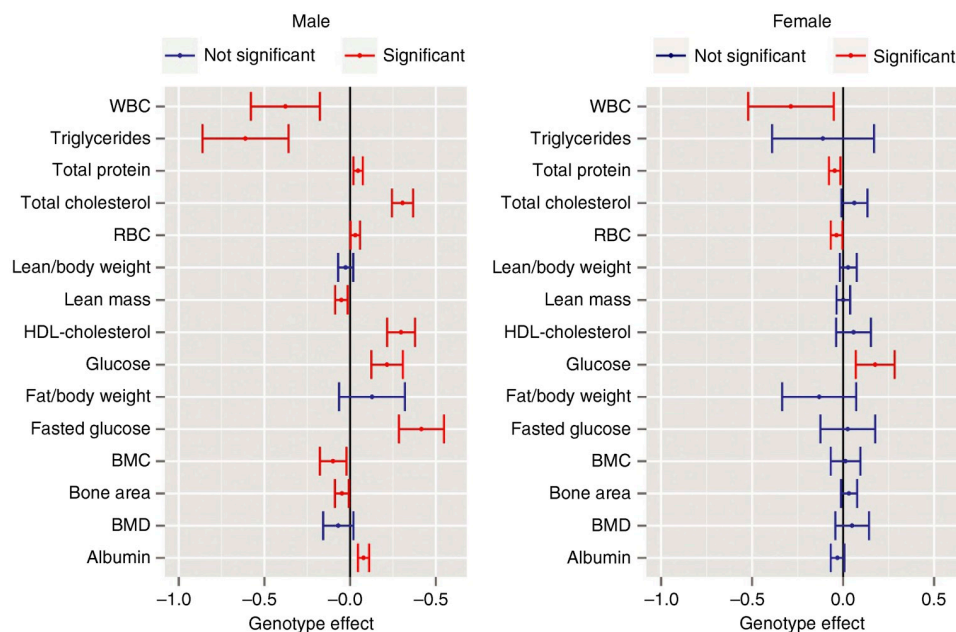 Male
Not significant
Significant
WBC
Triglycerides
Total protein
Total cholesterol
RBC
Lean/body weight
Lean mass
HDL-cholesterol
Glucose
Fat/body weight
Fasted glucose
BMC
Bone area
BMD
Albumin
–1.0 –0.5 –0.0 –0.5
Genotype effect
Female
Not significant
Significant
WBC
Triglycerides
Total protein
Total cholesterol
RBC
Lean/body weight
Lean mass
HDL-cholesterol
Glucose
Fat/body weight
Fasted glucose
BMC
Bone area
BMD
Albumin
–1.0 –0.5 0.0 0.5
Genotype effect